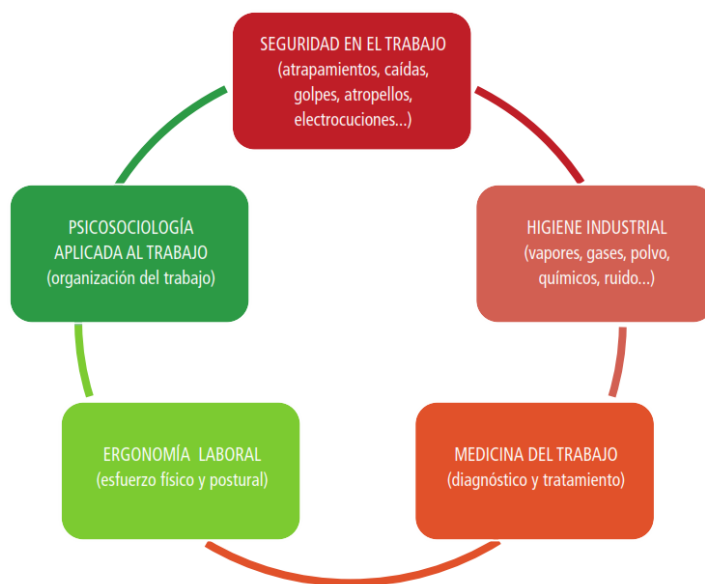 SEGURIDAD EN EL TRABAJO
(atrapamientos, caídas,
golpes, atropellos,
electrocuciones...)
PSICOSOCIOLOGÍA
APLICADA AL TRABAJO
(organización del trabajo)
HIGIENE INDUSTRIAL
(vapores, gases, polvo,
químicos, ruido...)
ERGONOMÍA LABORAL
(esfuerzo físico y postural)
MEDICINA DEL TRABAJO
(diagnóstico y tratamiento)